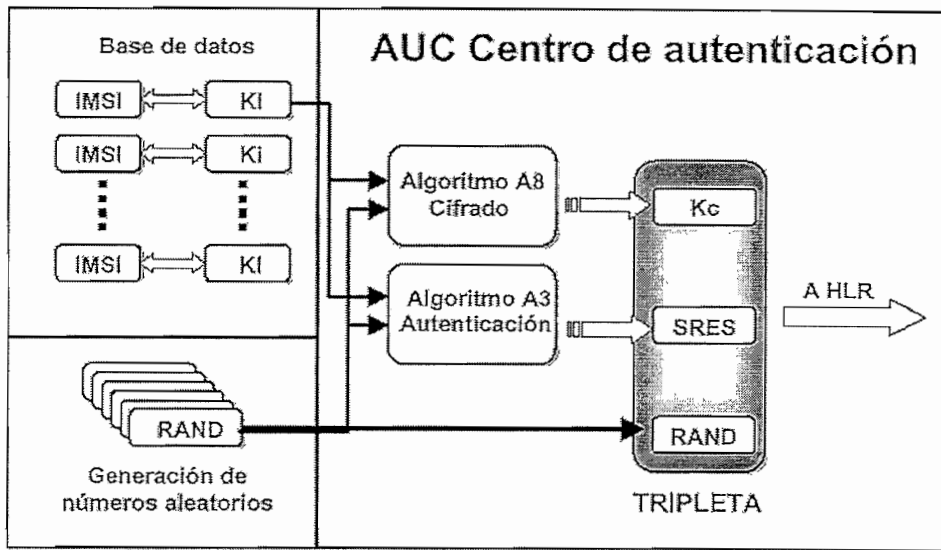 Base de datos
IMSI
KI
IMSI
Ki
IMSI
KI
Generación de
números aleatorios
RAND
AUC Centro de autenticación
Algoritmo A8
Cifrado
Algoritmo A3
Autenticación
Kc
SRES
RAND
TRIPLETA
A HLR